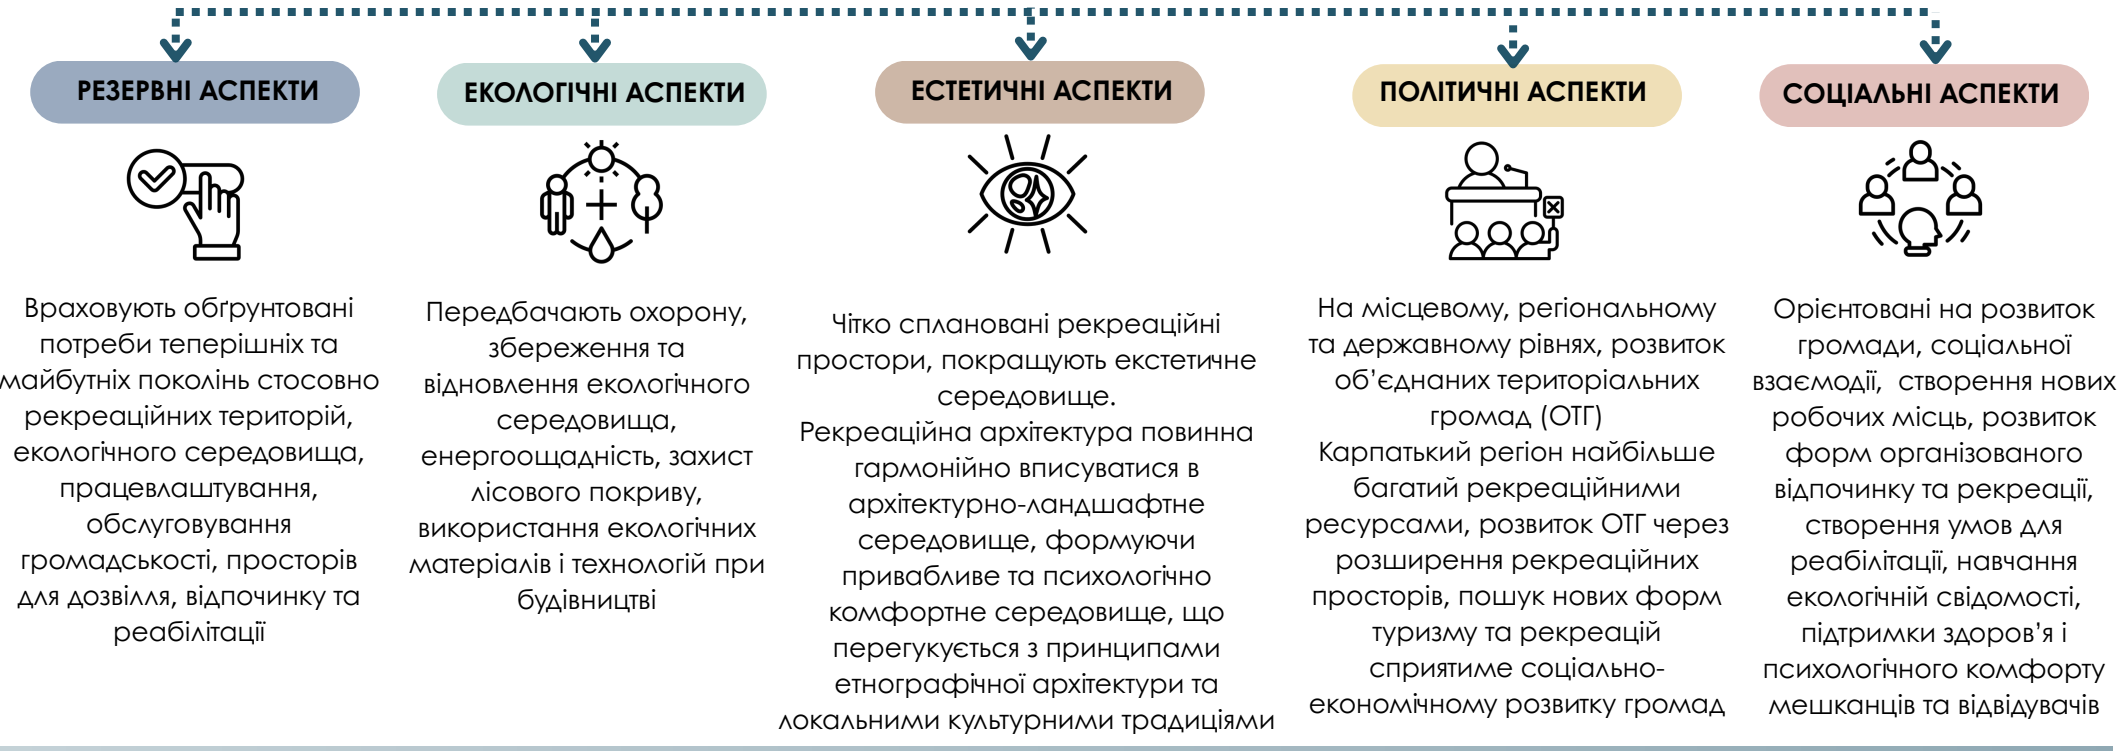 РЕЗЕРВНІ АСПЕКТИ
Враховують обґрунтовані
потреби теперішніх та
майбутніх поколінь стосовно
рекреаційних територій,
екологічного середовища,
працевлаштування,
обслуговування
громадськості, просторів
для дозвілля, відпочинку та
реабілітації
ЕКОЛОГІЧНІ АСПЕКТИ
Передбачають охорону,
збереження та
відновлення екологічного
середовища,
енергоощадність, захист
лісового покриву,
використання екологічних
матеріалів і технологій при
будівництві
ЕСТЕТИЧНІ АСПЕКТИ
Чітко сплановані рекреаційні
простори, покращують екстетичне
середовище.
Рекреаційна архітектура повинна
гармонійно вписуватися в
архітектурно-ландшафтне
середовище, формуючи
привабливе та психологічно
комфортне середовище, що
перегукується з принципами
етнографічної архітектури та
локальними культурними традиціями
ПОЛІТИЧНІ АСПЕКТИ
На місцевому, регіональному
та державному рівнях, розвиток
об’єднаних територіальних
громад (ОТГ)
Карпатький регіон найбільше
багатий рекреаційними
ресурсами, розвиток ОТГ через
розширення рекреаційних
просторів, пошук нових форм
туризму та рекреацій
сприятиме соціально-
економічному розвитку громад
СОЦІАЛЬНІ АСПЕКТИ
Орієнтовані на розвиток
громади, соціальної
взаємодії, створення нових
робочих місць, розвиток
форм організованого
відпочинку та рекреації,
створення умов для
реабілітації, навчання
екологічній свідомості,
підтримки здоров’я і
психологічного комфорту
мешканців та відвідувачів